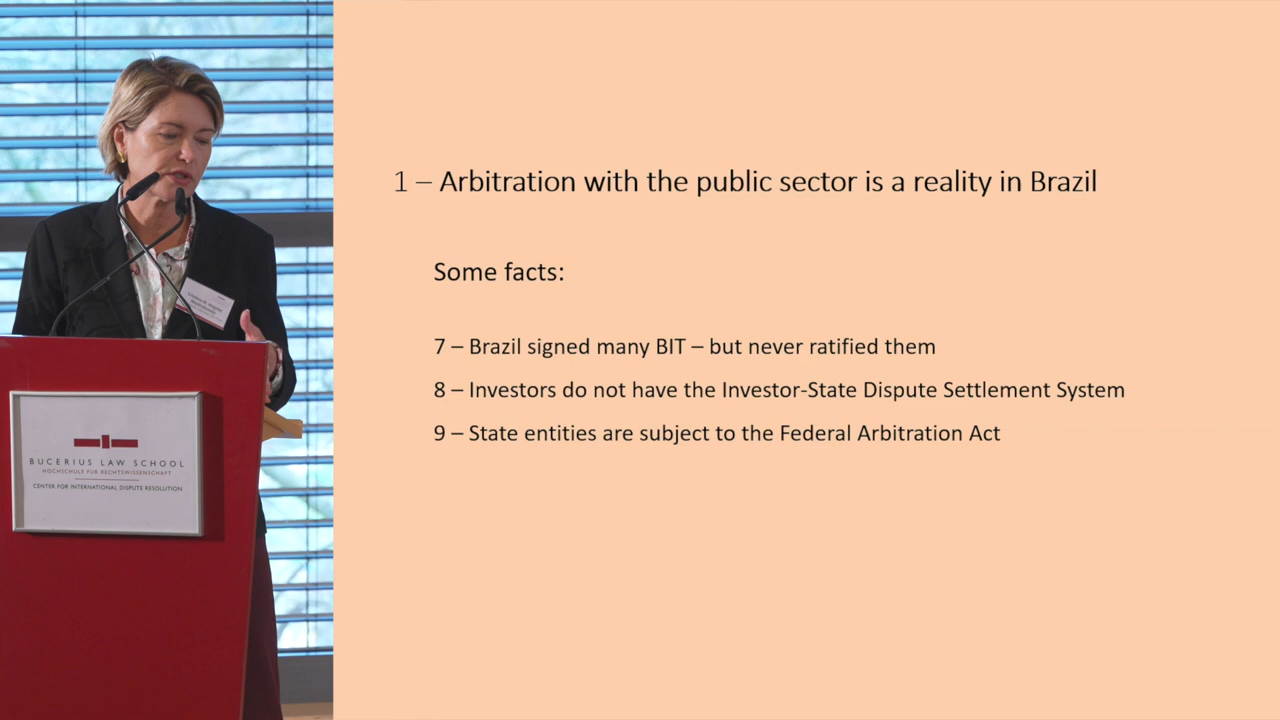 1 – Arbitration with the public sector is a reality in Brazil
Some facts:
7 – Brazil signed many BIT – but never ratified them
8 – Investors do not have the Investor-State Dispute Settlement System
9 – State entities are subject to the Federal Arbitration Act
BUCERIUS LAW SCHOOL
HOCHSCHULE FÜR RECHTSWISSENSCHAFT
CENTER FOR INTERNATIONAL DISPUTE RESOLUTION